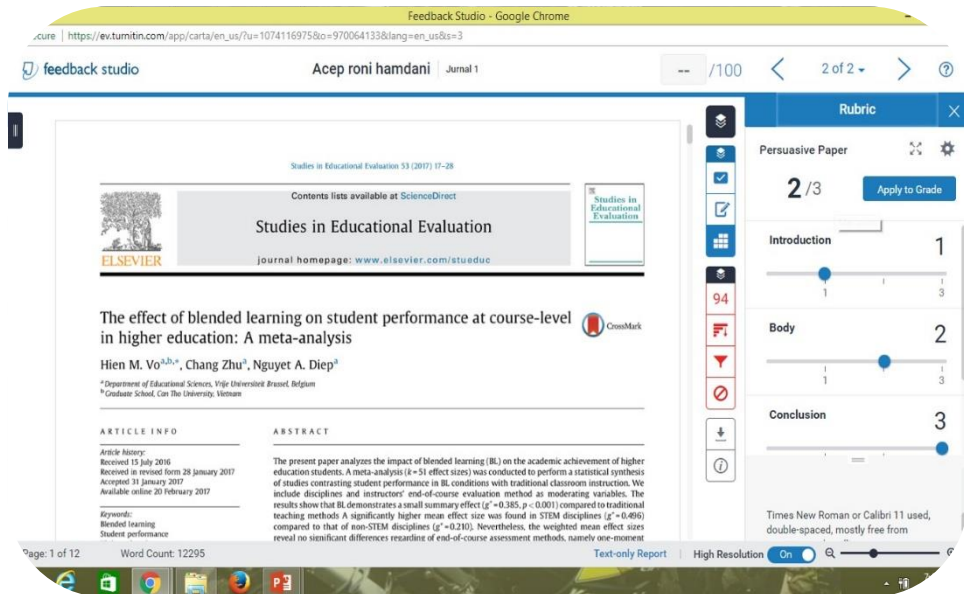 Feedback Studio - Google Chrome
https://ev.turnitin.com/app/carta/en_us/?u=1074116975&o=970064133&lang=en_us&s=3
feedback studio
Acep roni hamdani
Jurnal 1
-- /100
2 of 2
Rubric
Persuasive Paper
2 /3
Apply to Grade
Introduction
1
1
3
Body
2
1
3
Conclusion
3
Times New Roman or Calibri 11 used,
double-spaced, mostly free from
94
Studies in Educational Evaluation 53 (2017) 17–28
Contents lists available at ScienceDirect
Studies in Educational Evaluation
journal homepage: www.elsevier.com/stueduc
ELSEVIER
Studies in
Educational
Evaluation
The effect of blended learning on student performance at course-level
in higher education: A meta-analysis
CrossMark
Hien M. Voa,b,*, Chang Zhua, Nguyet A. Diepa
a Department of Educational Sciences, Vrije Universiteit Brussel, Belgium
b Graduate School, Can Tho University, Vietnam
ARTICLE INFO
Article history:
Received 15 July 2016
Received in revised form 28 January 2017
Accepted 31 January 2017
Available online 20 February 2017
Keywords:
Blended learning
Student performance
ABSTRACT
The present paper analyzes the impact of blended learning (BL) on the academic achievement of higher
education students. A meta-analysis (k = 51 effect sizes) was conducted to perform a statistical synthesis
of studies contrasting student performance in BL conditions with traditional classroom instruction. We
include disciplines and instructors' end-of-course evaluation method as moderating variables. The
results show that BL demonstrates a small summary effect (g+ = 0.385, p < 0.001) compared to traditional
teaching methods A significantly higher mean effect size was found in STEM disciplines (g+ = 0.496)
compared to that of non-STEM disciplines (g+ = 0.210). Nevertheless, the weighted mean effect sizes
reveal no significant differences regarding of end-of-course assessment methods, namely one-moment
Page: 1 of 12
Word Count: 12295
Text-only Report
High Resolution
On